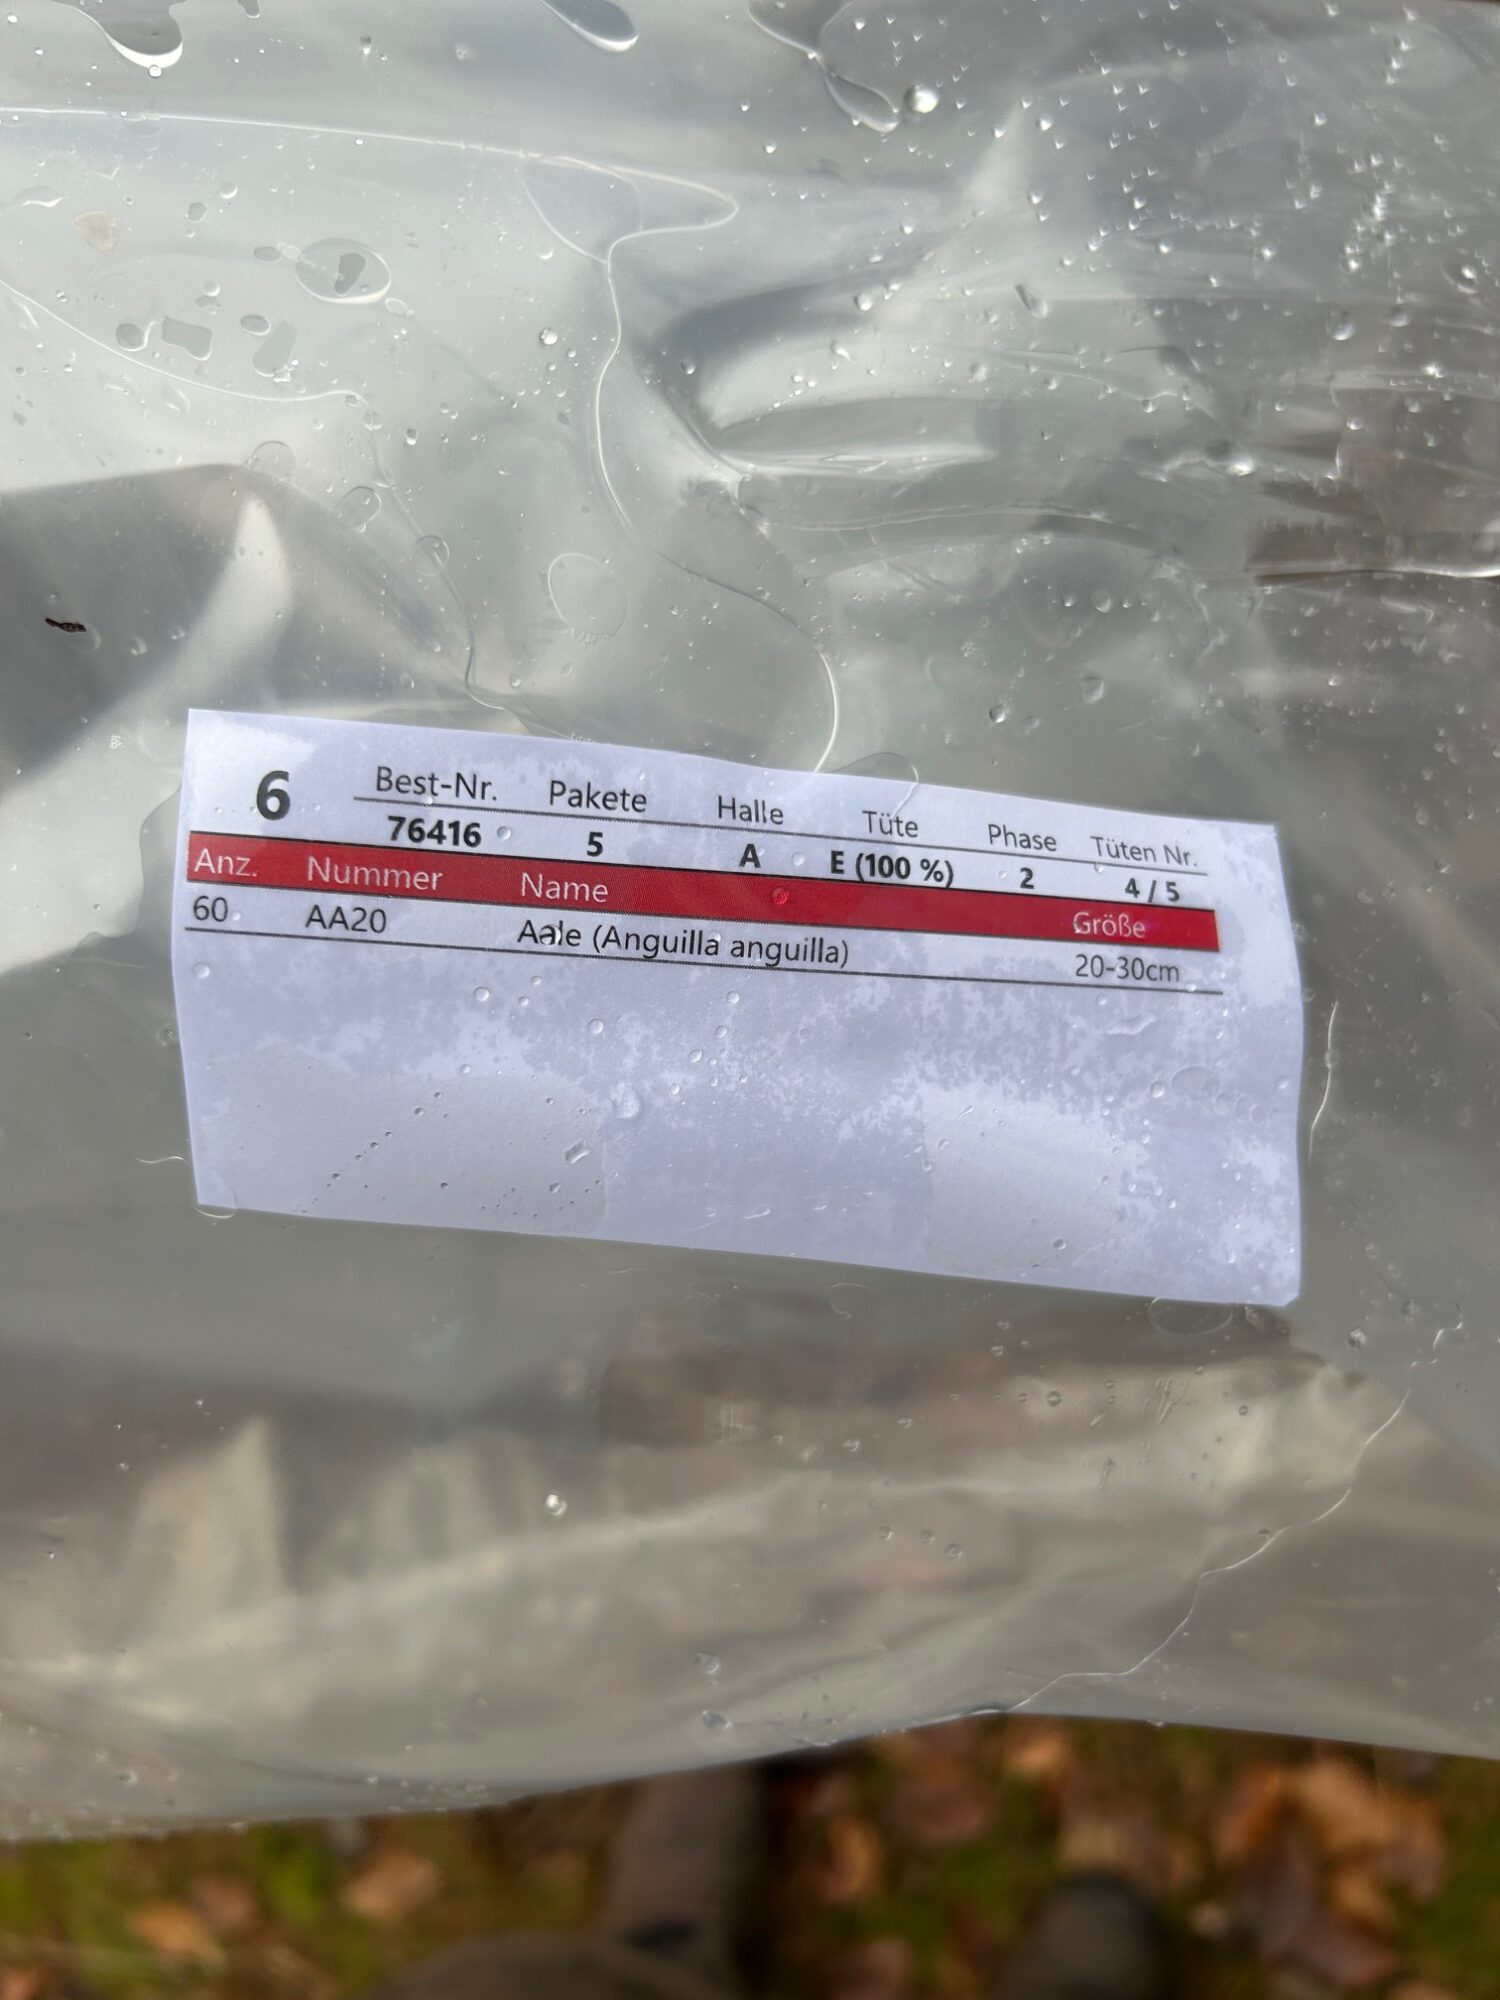 6 Best-Nr. Pakete Halle Tüte Phase Tüten Nr.
76416 5 A E (100 %) 2 4 / 5
Anz. Nummer Name Größe
60 AA20 Aale (Anguilla anguilla) 20-30cm